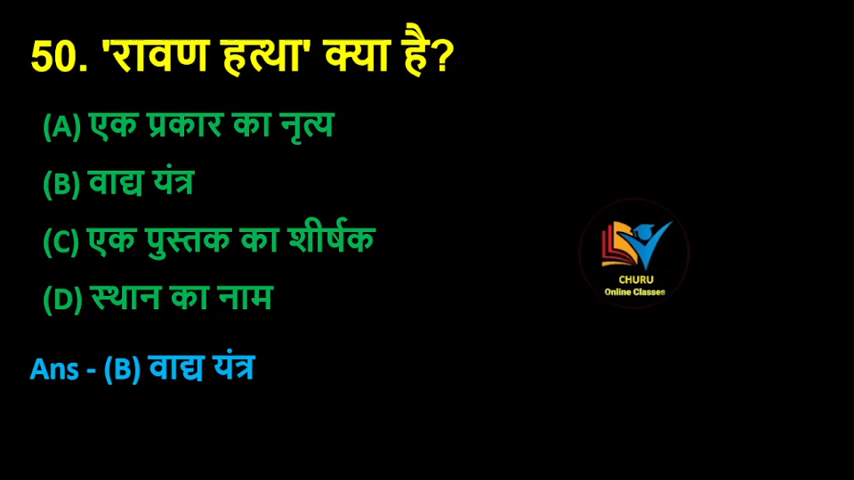 50. 'रावण हत्था' क्या है?
(A) एक प्रकार का नृत्य
(B) वाद्य यंत्र
(C) एक पुस्तक का शीर्षक
(D) स्थान का नाम
Ans - (B) वाद्य यंत्र
CHURU
Online Classes